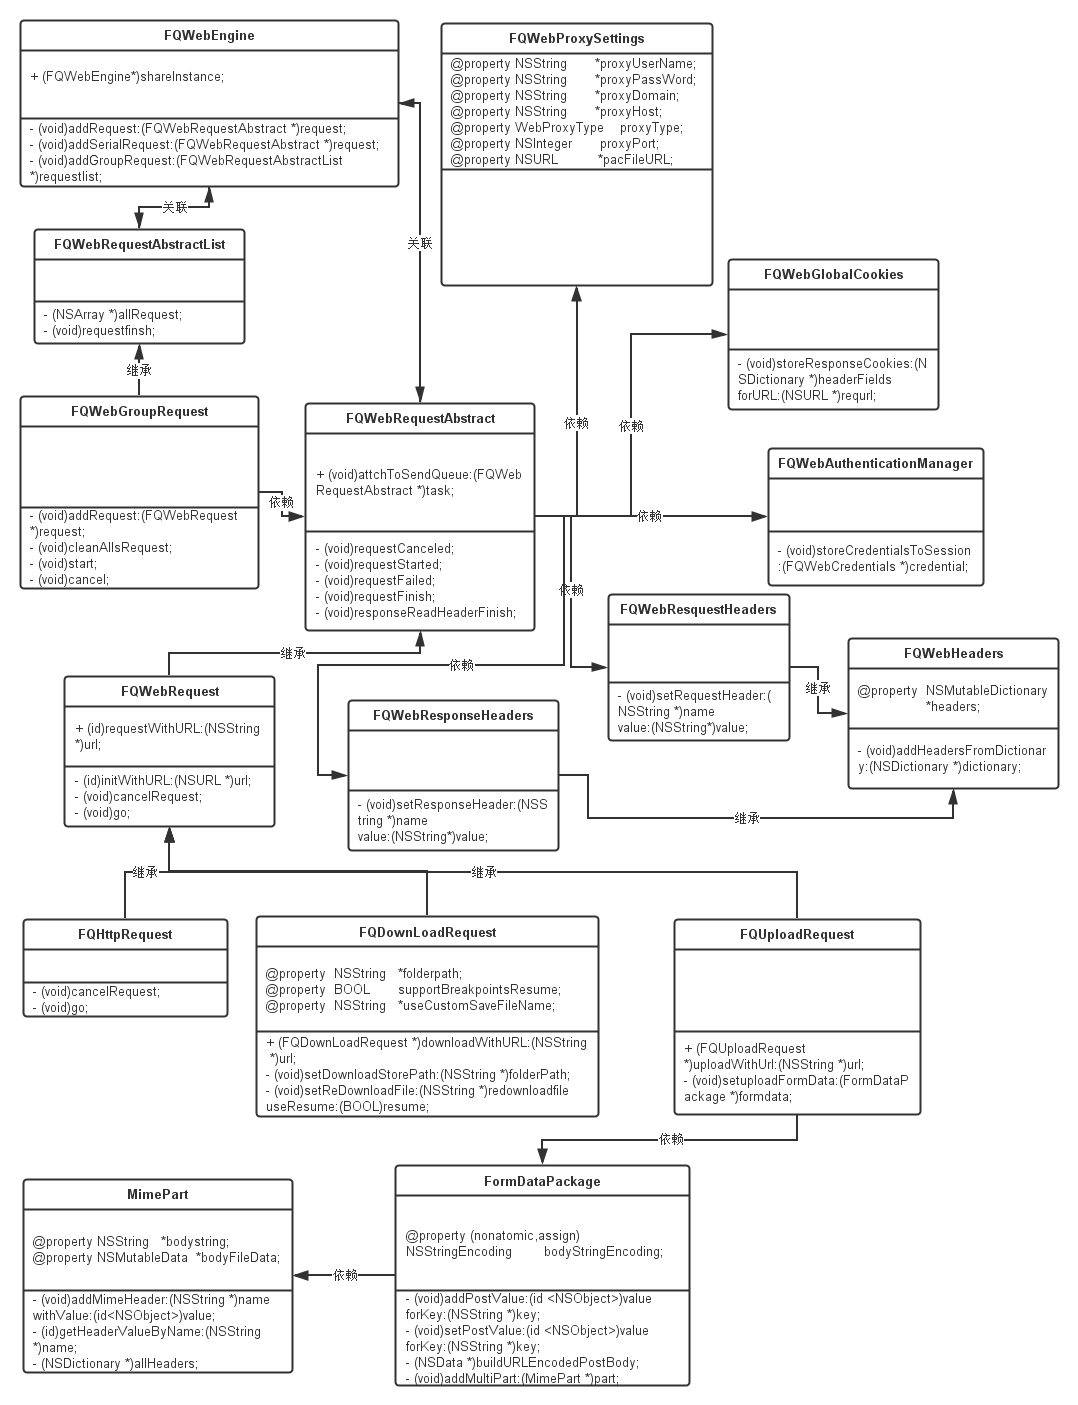 FQWebEngine
+ (FQWebEngine*)shareInstance;
- (void)addRequest:(FQWebRequestAbstract *)request;
- (void)addSerialRequest:(FQWebRequestAbstract *)request;
- (void)addGroupRequest:(FQWebRequestAbstractList
*)requestlist;
FQWebProxySettings
@property NSString *proxyUserName;
@property NSString *proxyPassWord;
@property NSString *proxyDomain;
@property NSString *proxyHost;
@property WebProxyType proxyType;
@property NSInteger proxyPort;
@property NSURL *pacFileURL;
关联
关联
FQWebRequestAbstractList
- (NSArray *)allRequest;
- (void)requestfinsh;
FQWebGlobalCookies
- (void)storeResponseCookies:(N
SDictionary *)headerFields
forURL:(NSURL *)requrl;
继承
FQWebGroupRequest
- (void)addRequest:(FQWebRequest
*)request;
- (void)cleanAllsRequest;
- (void)start;
- (void)cancel;
依赖
FQWebRequestAbstract
+ (void)attchToSendQueue:(FQWeb
RequestAbstract *)task;
- (void)requestCanceled;
- (void)requestStarted;
- (void)requestFailed;
- (void)requestFinish;
- (void)responseReadHeaderFinish;
依赖
依赖
依赖
FQWebAuthenticationManager
- (void)storeCredentialsToSession
:(FQWebCredentials *)credential;
依赖
FQWebResquestHeaders
- (void)setRequestHeader:(
NSString *)name
value:(NSString*)value;
继承
FQWebHeaders
@property NSMutableDictionary
*headers;
- (void)addHeadersFromDictionar
y:(NSDictionary *)dictionary;
继承
依赖
FQWebRequest
+ (id)requestWithURL:(NSString
*)url;
- (id)initWithURL:(NSURL *)url;
- (void)cancelRequest;
- (void)go;
FQWebResponseHeaders
- (void)setResponseHeader:(NSS
tring *)name
value:(NSString*)value;
继承
继承
继承
FQHttpRequest
- (void)cancelRequest;
- (void)go;
FQDownLoadRequest
@property NSString *folderpath;
@property BOOL supportBreakpointsResume;
@property NSString *useCustomSaveFileName;
+ (FQDownLoadRequest *)downloadWithURL:(NSString
*)url;
- (void)setDownloadStorePath:(NSString *)folderPath;
- (void)setReDownloadFile:(NSString *)redownloadfile
useResume:(BOOL)resume;
FQUploadRequest
+ (FQUploadRequest
*)uploadWithUrl:(NSString *)url;
- (void)setuploadFormData:(FormDataP
ackage *)formdata;
依赖
MimePart
@property NSString *bodystring;
@property NSMutableData *bodyFileData;
- (void)addMimeHeader:(NSString *)name
withValue:(id<NSObject>)value;
- (id)getHeaderValueByName:(NSString
*)name;
- (NSDictionary *)allHeaders;
依赖
FormDataPackage
@property (nonatomic,assign)
NSStringEncoding bodyStringEncoding;
- (void)addPostValue:(id <NSObject>)value
forKey:(NSString *)key;
- (void)setPostValue:(id <NSObject>)value
forKey:(NSString *)key;
- (NSData *)buildURLEncodedPostBody;
- (void)addMultiPart:(MimePart *)part;